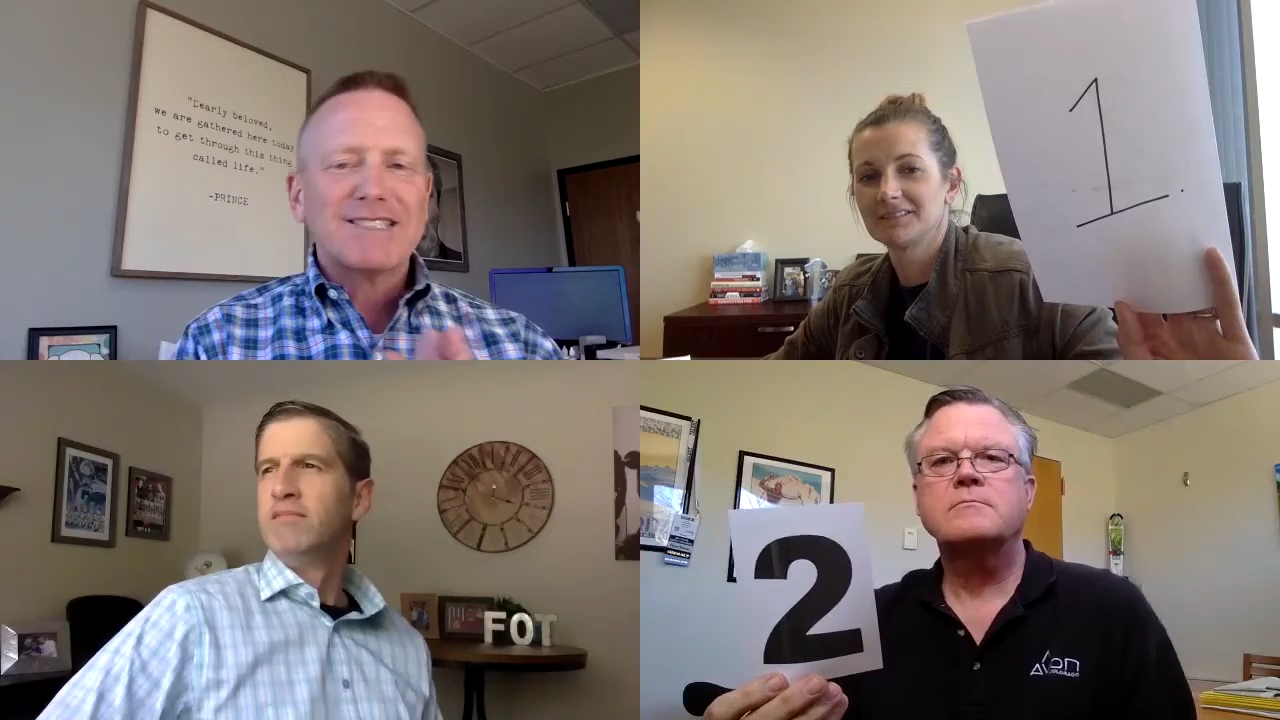 "Dearly beloved,
we are gathered here today
to get through this thing
called life."
-PRINCE
1
FOT
2
Avon
COLORADO